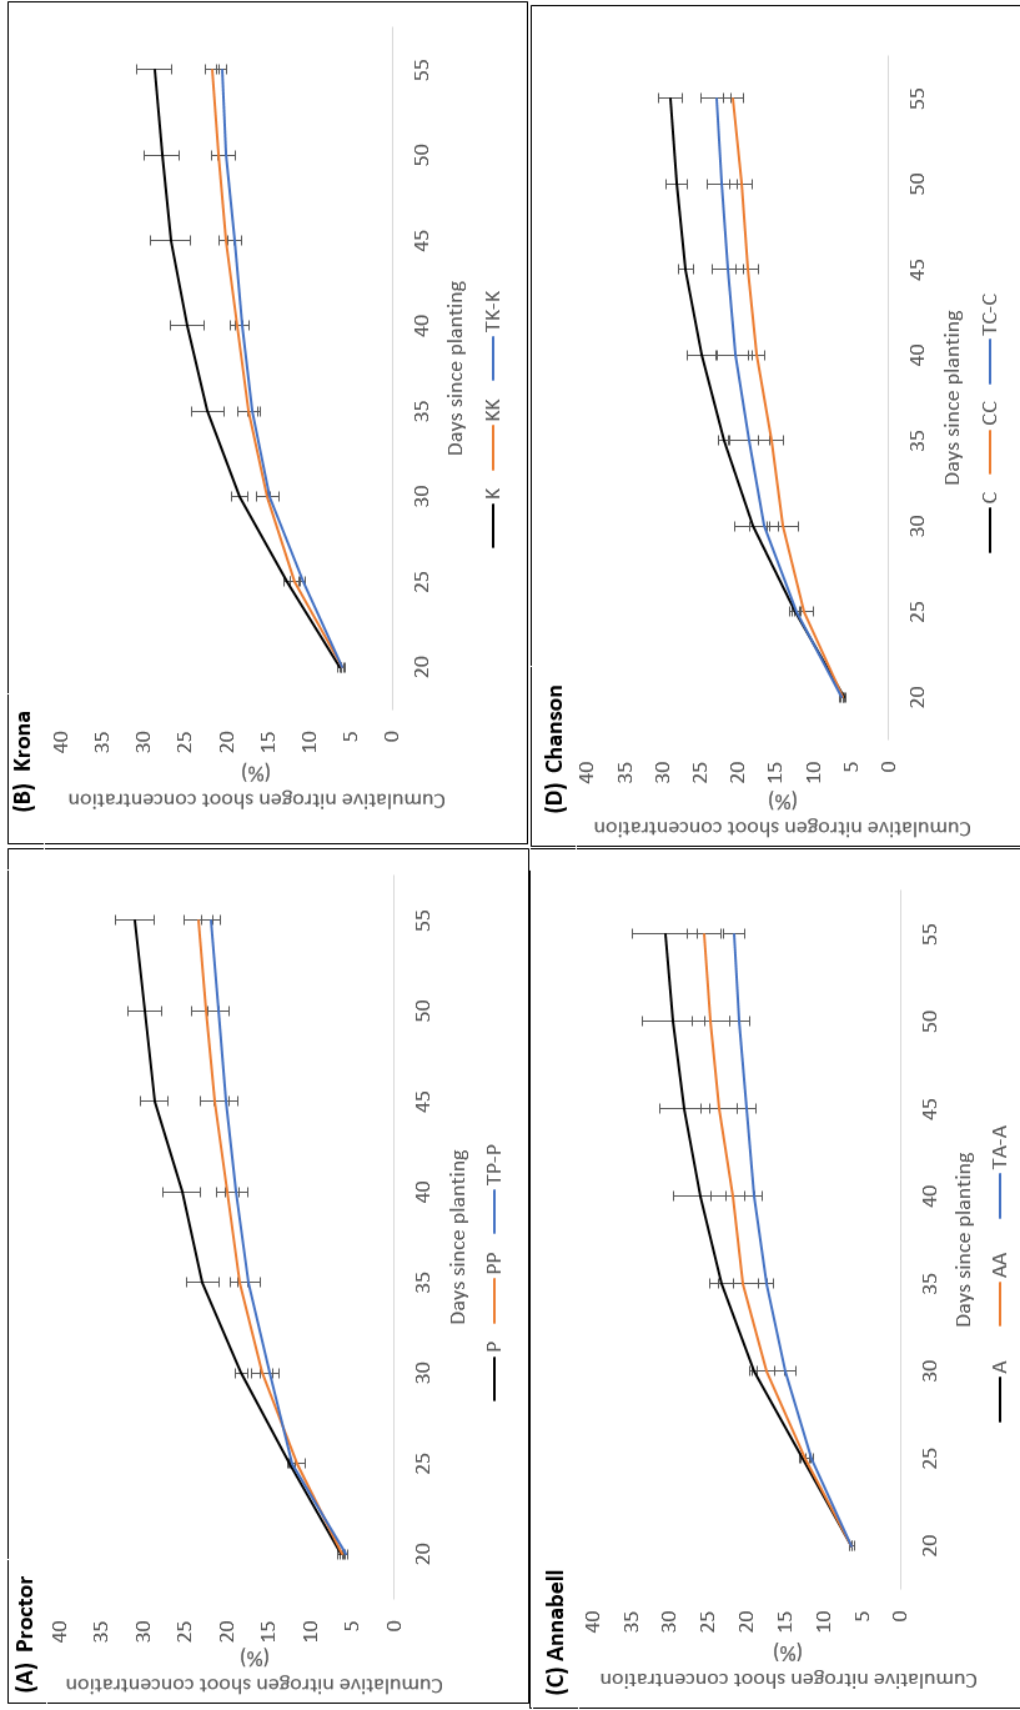 (A) Proctor
Cumulative nitrogen shoot concentration
(%)
40
35
30
25
20
15
10
5
0
20 25 30 35 40 45 50 55
Days since planting
P PP TP-P
(B) Krona
Cumulative nitrogen shoot concentration
(%)
40
35
30
25
20
15
10
5
0
20 25 30 35 40 45 50 55
Days since planting
K KK TK-K
(C) Annabell
Cumulative nitrogen shoot concentration
(%)
40
35
30
25
20
15
10
5
0
20 25 30 35 40 45 50 55
Days since planting
A AA TA-A
(D) Chanson
Cumulative nitrogen shoot concentration
(%)
40
35
30
25
20
15
10
5
0
20 25 30 35 40 45 50 55
Days since planting
C CC TC-C